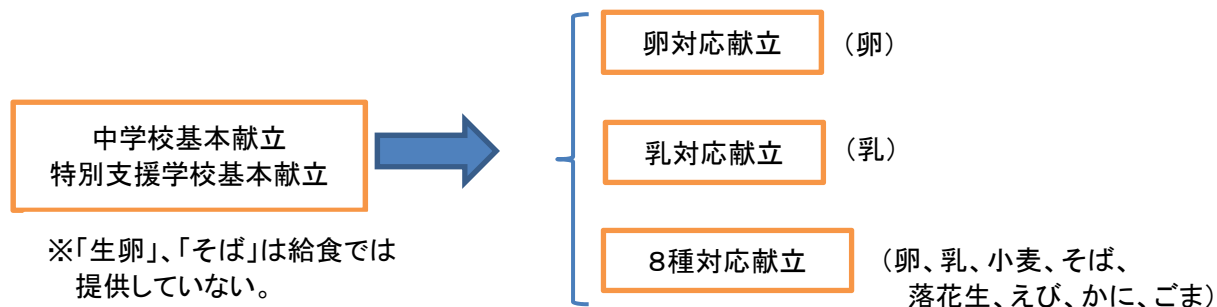 中学校基本献立
特別支援学校基本献立
※「生卵」、「そば」は給食では
提供していない。
卵対応献立 （卵）
乳対応献立 （乳）
８種対応献立 （卵、乳、小麦、そば、
落花生、えび、かに、ごま）